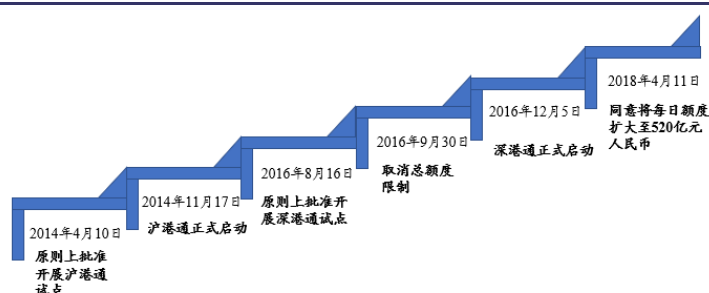 2014年4月10日
原则上批准
开展沪港通
试点
2014年11月17日
沪港通正式启动
2016年8月16日
原则上批准开
展深港通试点
2016年9月30日
取消总额度
限制
2016年12月5日
深港通正式启动
2018年4月11日
同意将每日额度
扩大至520亿元
人民币